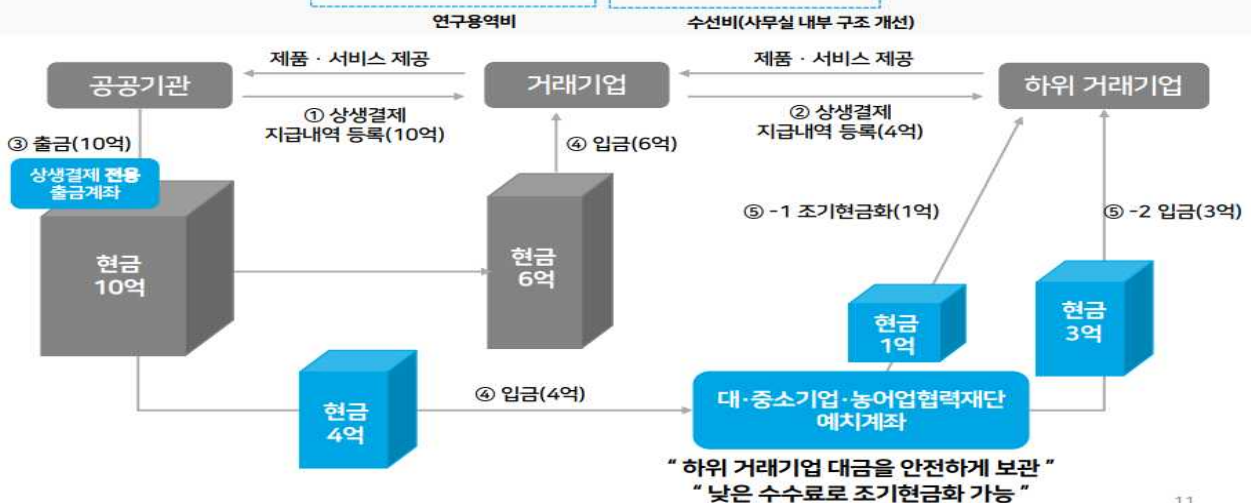 연구용역비
수선비(사무실 내부 구조 개선)
제품 · 서비스 제공
제품 · 서비스 제공
공공기관
거래기업
하위 거래기업
① 상생결제
지급내역 등록(10억)
② 상생결제
지급내역 등록(4억)
③ 출금(10억)
④ 입금(6억)
상생결제 전용
출금계좌
⑤ -1 조기현금화(1억)
⑤ -2 입금(3억)
현금
10억
현금
6억
현금
1억
현금
3억
현금
4억
④ 입금(4억)
대·중소기업·농어업협력재단
예치계좌
“ 하위 거래기업 대금을 안전하게 보관 ”
“ 낮은 수수료로 조기현금화 가능 ”
11